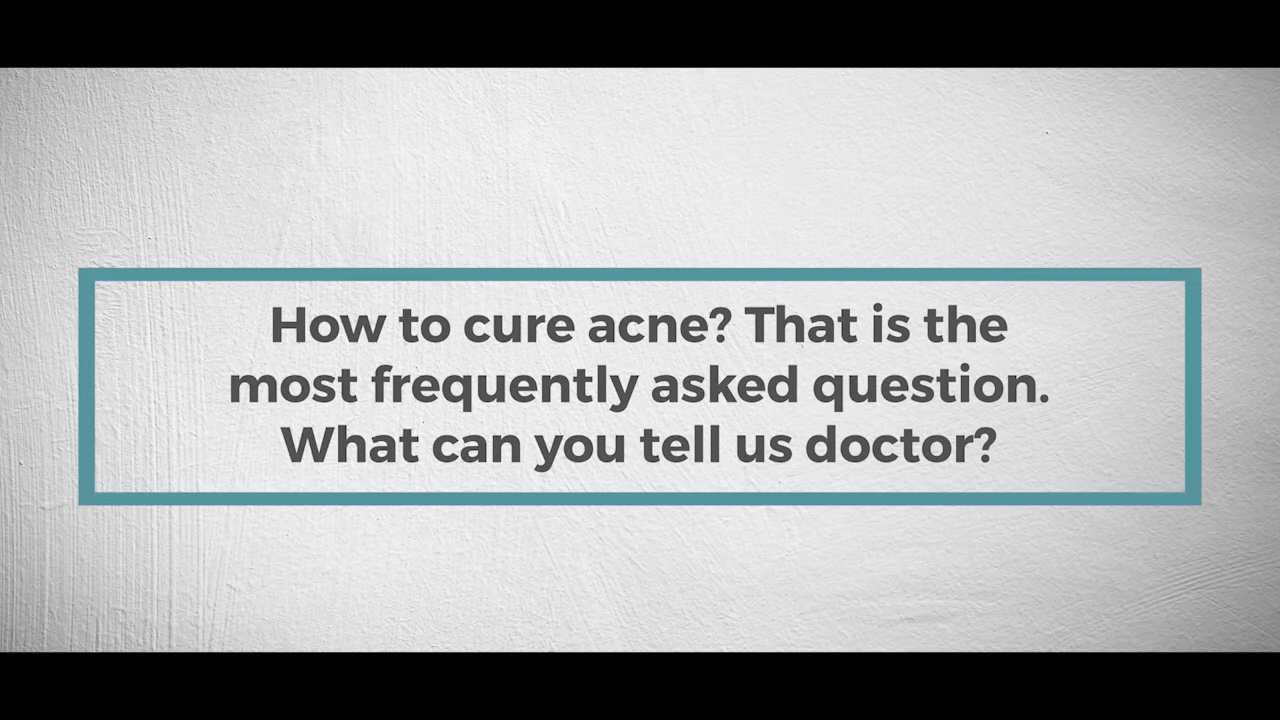 How to cure acne? That is the
most frequently asked question.
What can you tell us doctor?